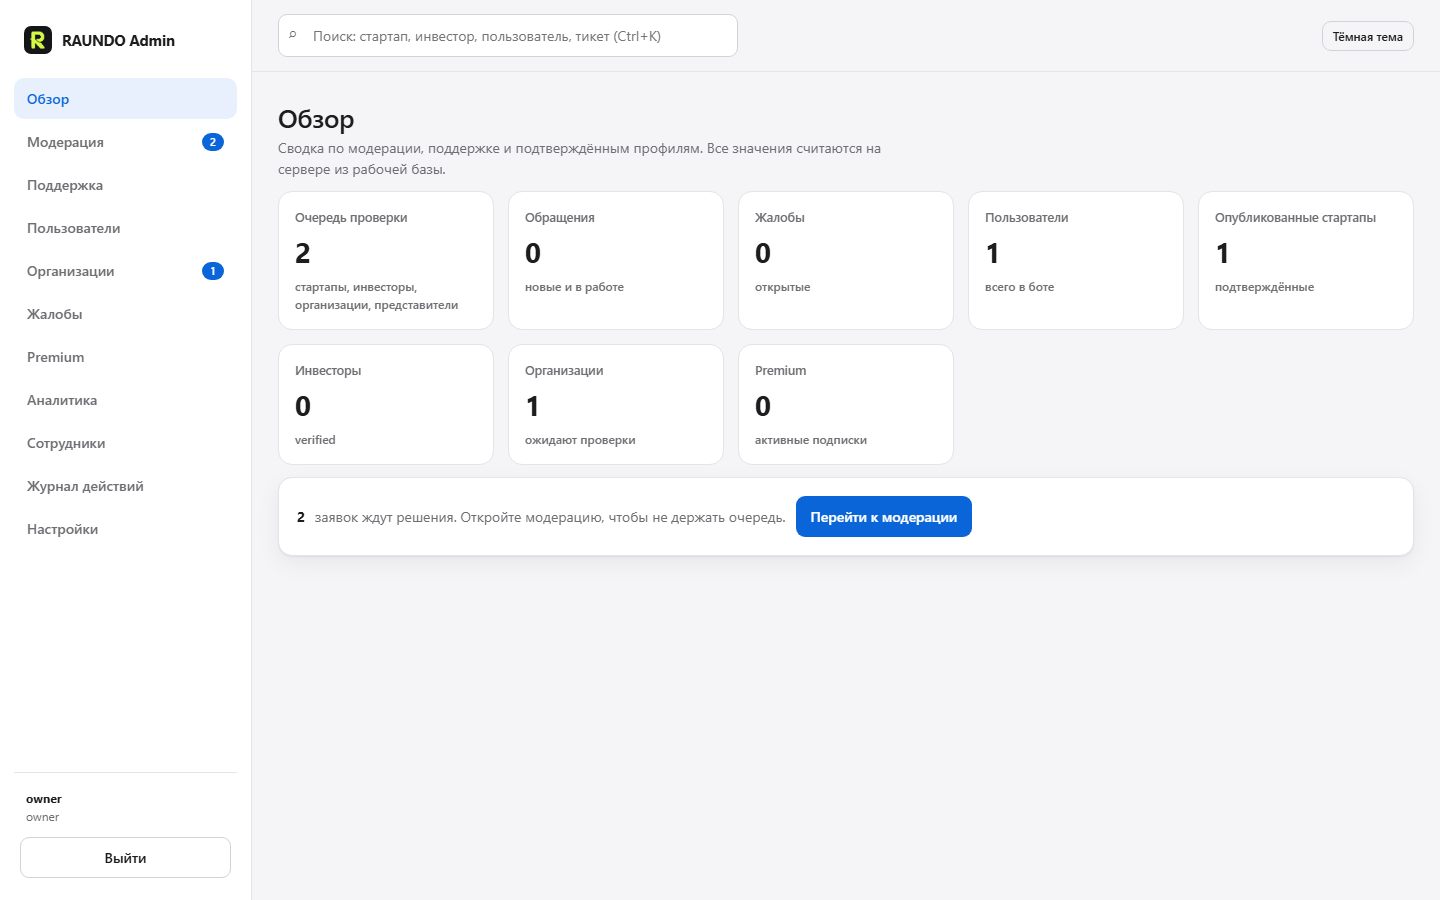 RAUNDO Admin
Обзор
Модерация 2
Поддержка
Пользователи
Организации 1
Жалобы
Premium
Аналитика
Сотрудники
Журнал действий
Настройки
owner
owner
Выйти
Поиск: стартап, инвестор, пользователь, тикет (Ctrl+K)
Тёмная тема
Обзор
Сводка по модерации, поддержке и подтверждённым профилям. Все значения считаются на
сервере из рабочей базы.
Очередь проверки
2
стартапы, инвесторы,
организации, представители
Обращения
0
новые и в работе
Жалобы
0
открытые
Пользователи
1
всего в боте
Опубликованные стартапы
1
подтверждённые
Инвесторы
0
verified
Организации
1
ожидают проверки
Premium
0
активные подписки
2 заявок ждут решения. Откройте модерацию, чтобы не держать очередь. Перейти к модерации